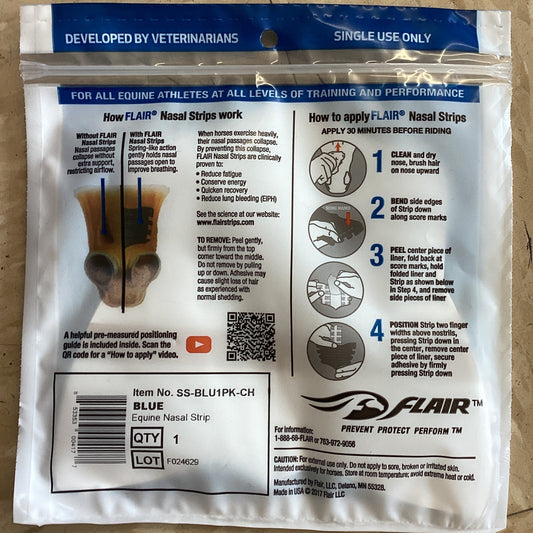 DEVELOPED BY VETERINARIANS
SINGLE USE ONLY
FOR ALL EQUINE ATHLETES AT ALL LEVELS OF TRAINING AND PERFORMANCE
How FLAIR® Nasal Strips work
Without FLAIR
Nasal Strips
Nasal passages
collapse without
extra support,
restricting airflow.
With FLAIR
Nasal Strips
Spring-like action
gently holds nasal
passages open to
improve breathing.
When horses exercise heavily,
their nasal passages collapse.
By preventing this collapse,
FLAIR Nasal Strips are clinically
proven to:
• Reduce fatigue
• Conserve energy
• Quicken recovery
• Reduce lung bleeding (EIPH)
See the science at our website:
www.flairstrips.com
TO REMOVE: Peel gently,
but firmly from the top
corner toward the middle.
Do not remove by pulling
up or down. Adhesive may
cause slight loss of hair
as experienced with
normal shedding.
A helpful pre-measured positioning
guide is included inside. Scan the
QR code for a "How to apply" video.
Item No. SS-BLU1PK-CH
BLUE
Equine Nasal Strip
QTY 1
LOT F024629
How to apply FLAIR® Nasal Strips
APPLY 30 MINUTES BEFORE RIDING
1 CLEAN and dry
nose, brush hair
on nose upward
2 BEND side edges
of Strip down
along score marks
3 PEEL center piece of
liner, fold back at
score marks, hold
folded liner and
Strip as shown below
in Step 4, and remove
side pieces of liner
4 POSITION Strip two finger
widths above nostrils,
pressing Strip down in
the center, remove center
piece of liner, secure
adhesive by firmly
pressing Strip down
FLAIR™
PREVENT PROTECT PERFORM™
For information:
1-888-68-FLAIR or 763-972-9056
CAUTION: For external use only. Do not apply to sore, broken or irritated skin.
Intended exclusively for horses. Store at room temperature; avoid extreme heat or cold.
Manufactured by Flair, LLC, Delano, MN 55328.
Made in USA © 2017 Flair LLC